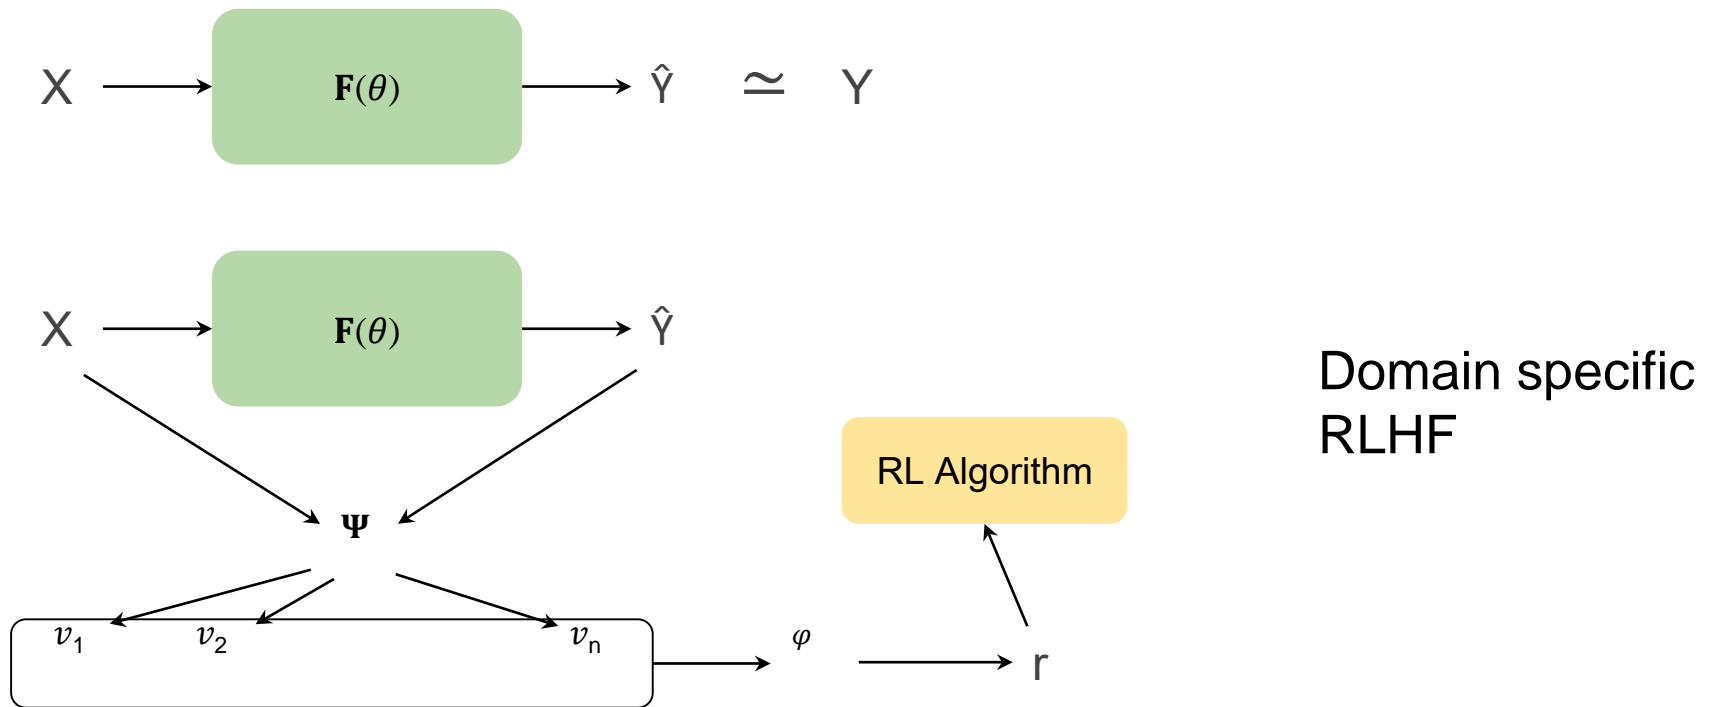 X F(θ) Ŷ ≃ Y
X F(θ) Ŷ
Domain specific
RLHF
RL Algorithm
Ψ
v₁ v₂ vₙ φ r